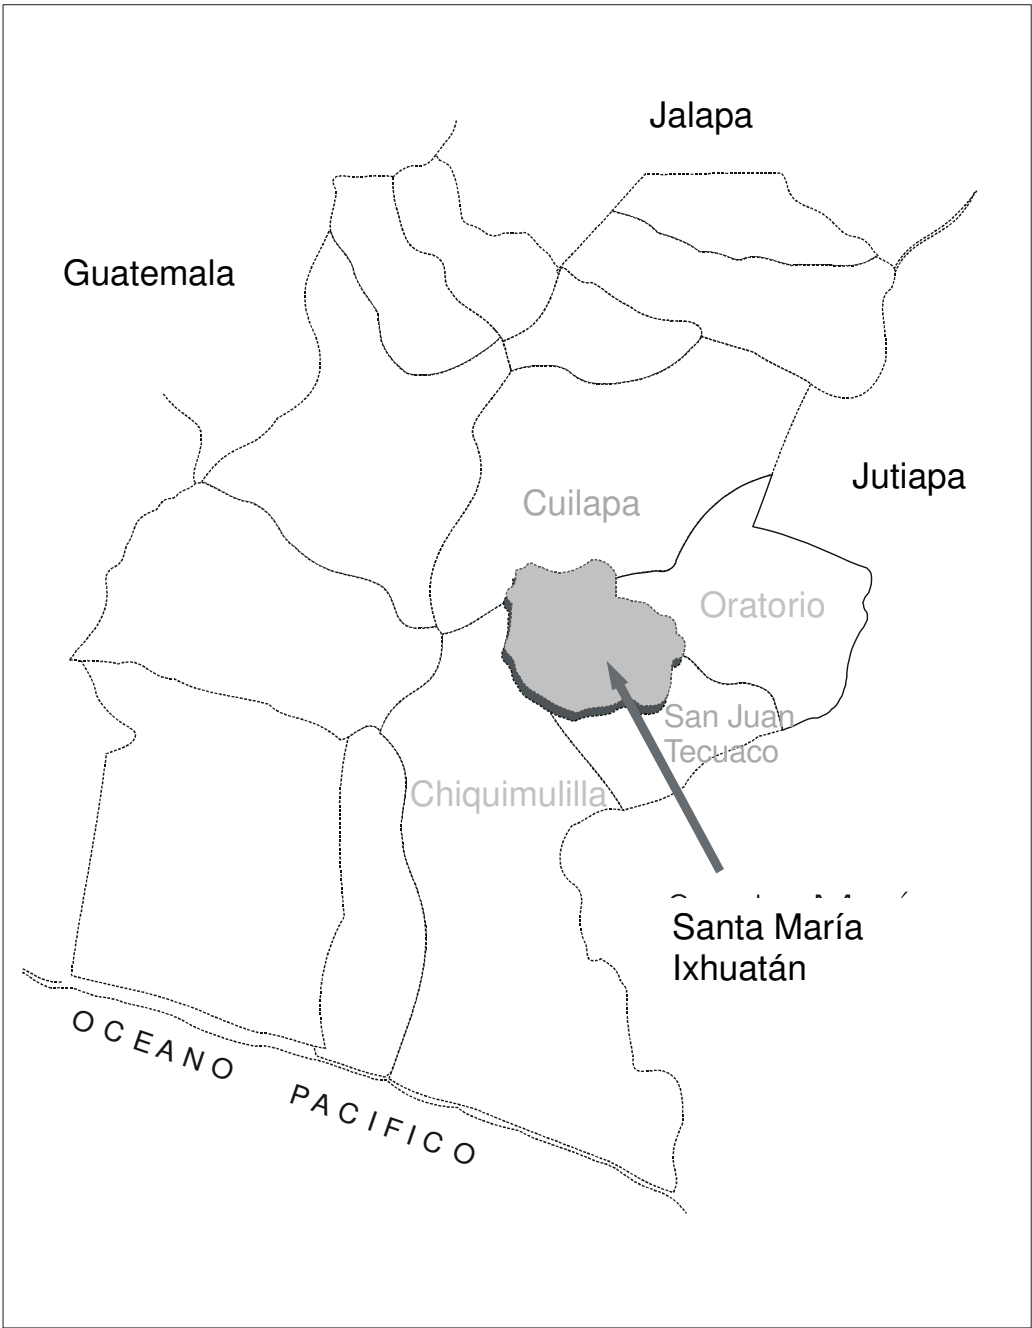 Jalapa
Guatemala
Jutiapa
Cuilapa
Oratorio
San Juan
Tecuaco
Chiquimulilla
Santa María
Ixhuatán
OCEANO PACIFICO